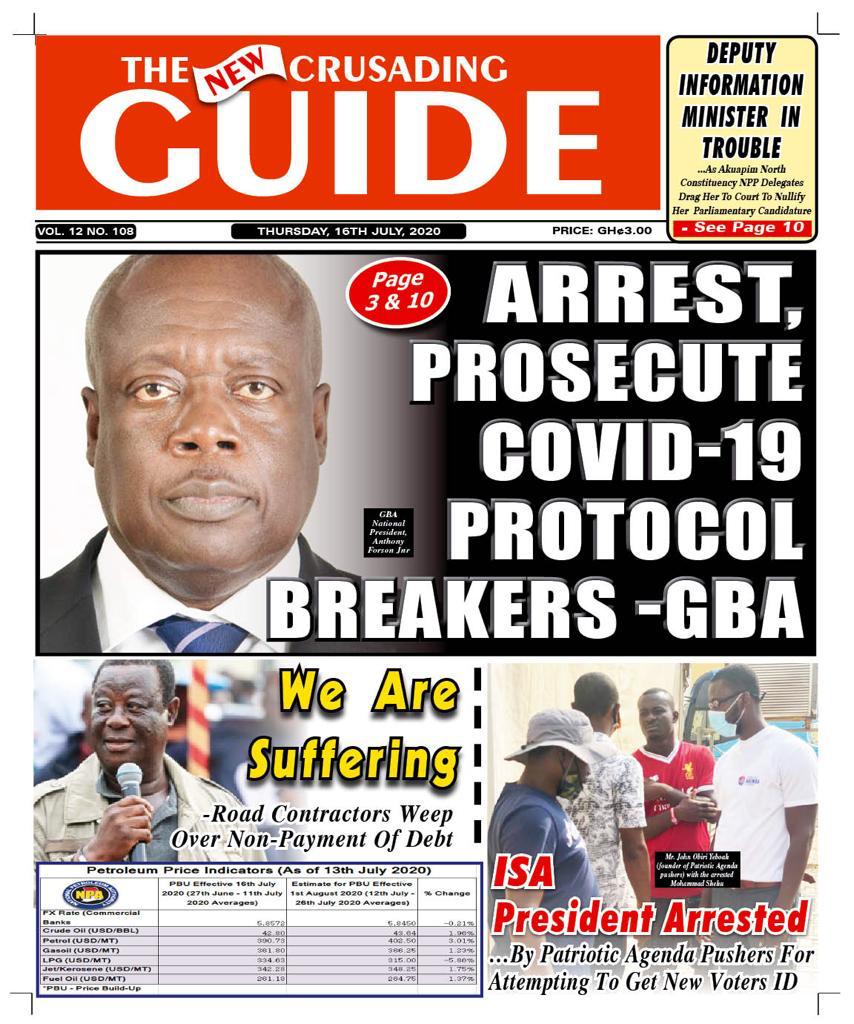 THE NEW CRUSADING
GUIDE
VOL. 12 NO. 108
THURSDAY, 16TH JULY, 2020
PRICE: GH¢3.00
DEPUTY
INFORMATION
MINISTER IN
TROUBLE
...As Akuapim North
Constituency NPP Delegates
Drag Her To Court To Nullify
Her Parliamentary Candidature
- See Page 10
Page
3 & 10
ARREST,
PROSECUTE
COVID-19
PROTOCOL
BREAKERS -GBA
GBA
National
President,
Anthony
Forson Jnr
We Are
Suffering
-Road Contractors Weep
Over Non-Payment Of Debt
Petroleum Price Indicators (As of 13th July 2020)
NPA
PBU Effective 16th July
2020 (27th June - 11th July
2020 Averages)
Estimate for PBU Effective
1st August 2020 (12th July -
26th July 2020 Averages)
% Change
FX Rate (Commercial
Banks 5.8572 5.8450 -0.21%
Crude Oil (USD/BBL) 42.80 43.64 1.96%
Petrol (USD/MT) 390.73 402.50 3.01%
Gasoil (USD/MT) 361.80 366.25 1.23%
LPG (USD/MT) 334.63 315.00 -5.86%
Jet/Kerosene (USD/MT) 342.28 348.25 1.75%
Fuel Oil (USD/MT) 261.18 264.75 1.37%
*PBU - Price Build-Up
Mr. John Obiri Yeboah
(founder of Patriotic Agenda
pushers) with the arrested
Mohammad Shehu
ISA
President Arrested
...By Patriotic Agenda Pushers For
Attempting To Get New Voters ID